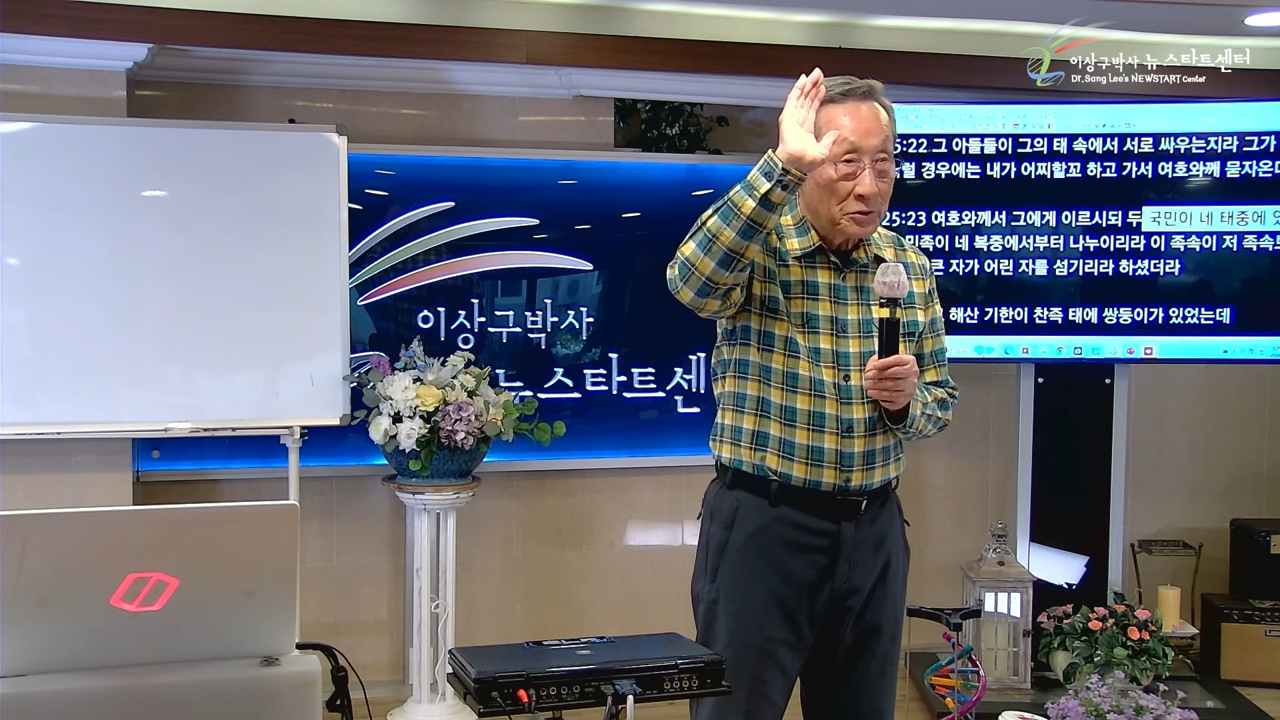 이상구박사 뉴스타트센터
Dr. Sang Lee's NEWSTART Center
5:22 그 아들들이 그의 태 속에서 서로 싸우는지라 그가
럴 경우에는 내가 어찌할꼬 하고 가서 여호와께 묻자온대
25:23 여호와께서 그에게 이르시되 두 국민이 네 태중에 있
민족이 네 복중에서부터 나누이리라 이 족속이 저 족속보
큰 자가 어린 자를 섬기리라 하셨더라
해산 기한이 찬즉 태에 쌍둥이가 있었는데
이상구박사
뉴스타트센